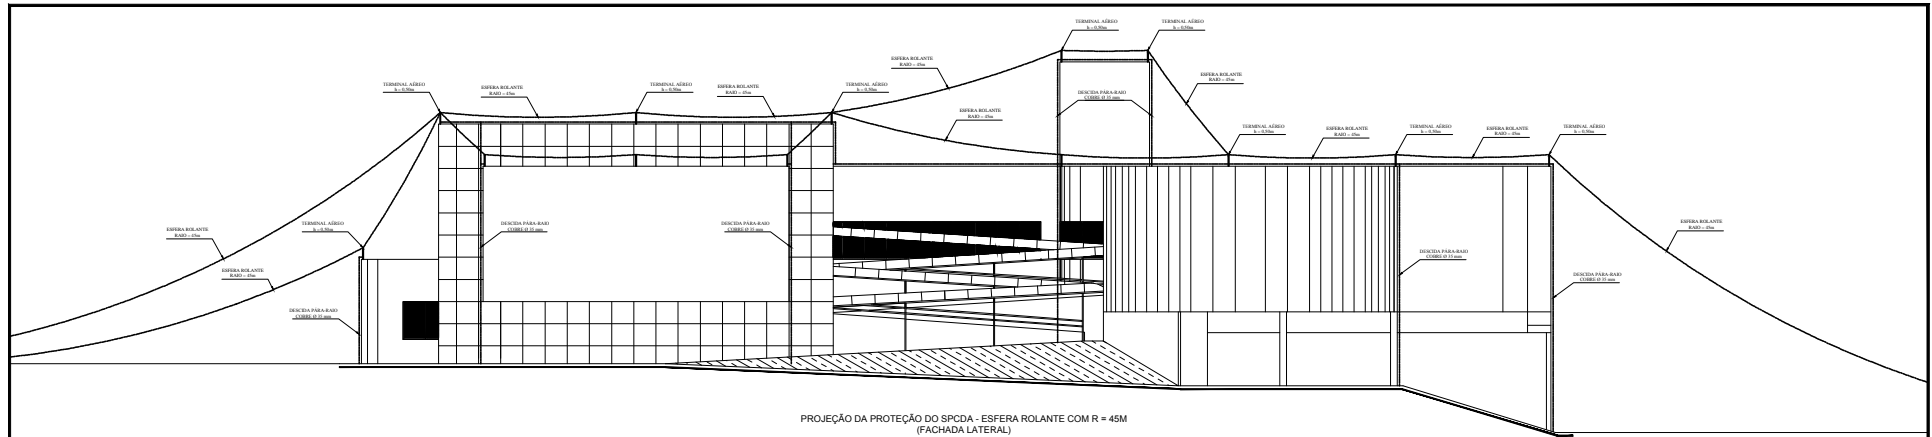 TERMINAL AÉREO
h = 0,50m
TERMINAL AÉREO
h = 0,50m
ESFERA ROLANTE
RAIO = 45m
ESFERA ROLANTE
RAIO = 45m
TERMINAL AÉREO
h = 0,50m
ESFERA ROLANTE
RAIO = 45m
TERMINAL AÉREO
h = 0,50m
ESFERA ROLANTE
RAIO = 45m
TERMINAL AÉREO
h = 0,50m
DESCIDA PÁRA-RAIO
COBRE Ø 35 mm
ESFERA ROLANTE
RAIO = 45m
TERMINAL AÉREO
h = 0,50m
ESFERA ROLANTE
RAIO = 45m
TERMINAL AÉREO
h = 0,50m
ESFERA ROLANTE
RAIO = 45m
TERMINAL AÉREO
h = 0,50m
ESFERA ROLANTE
RAIO = 45m
TERMINAL AÉREO
h = 0,50m
DESCIDA PÁRA-RAIO
COBRE Ø 35 mm
DESCIDA PÁRA-RAIO
COBRE Ø 35 mm
ESFERA ROLANTE
RAIO = 45m
ESFERA ROLANTE
RAIO = 45m
DESCIDA PÁRA-RAIO
COBRE Ø 35 mm
DESCIDA PÁRA-RAIO
COBRE Ø 35 mm
DESCIDA PÁRA-RAIO
COBRE Ø 35 mm
PROJEÇÃO DA PROTEÇÃO DO SPCDA - ESFERA ROLANTE COM R = 45M
(FACHADA LATERAL)